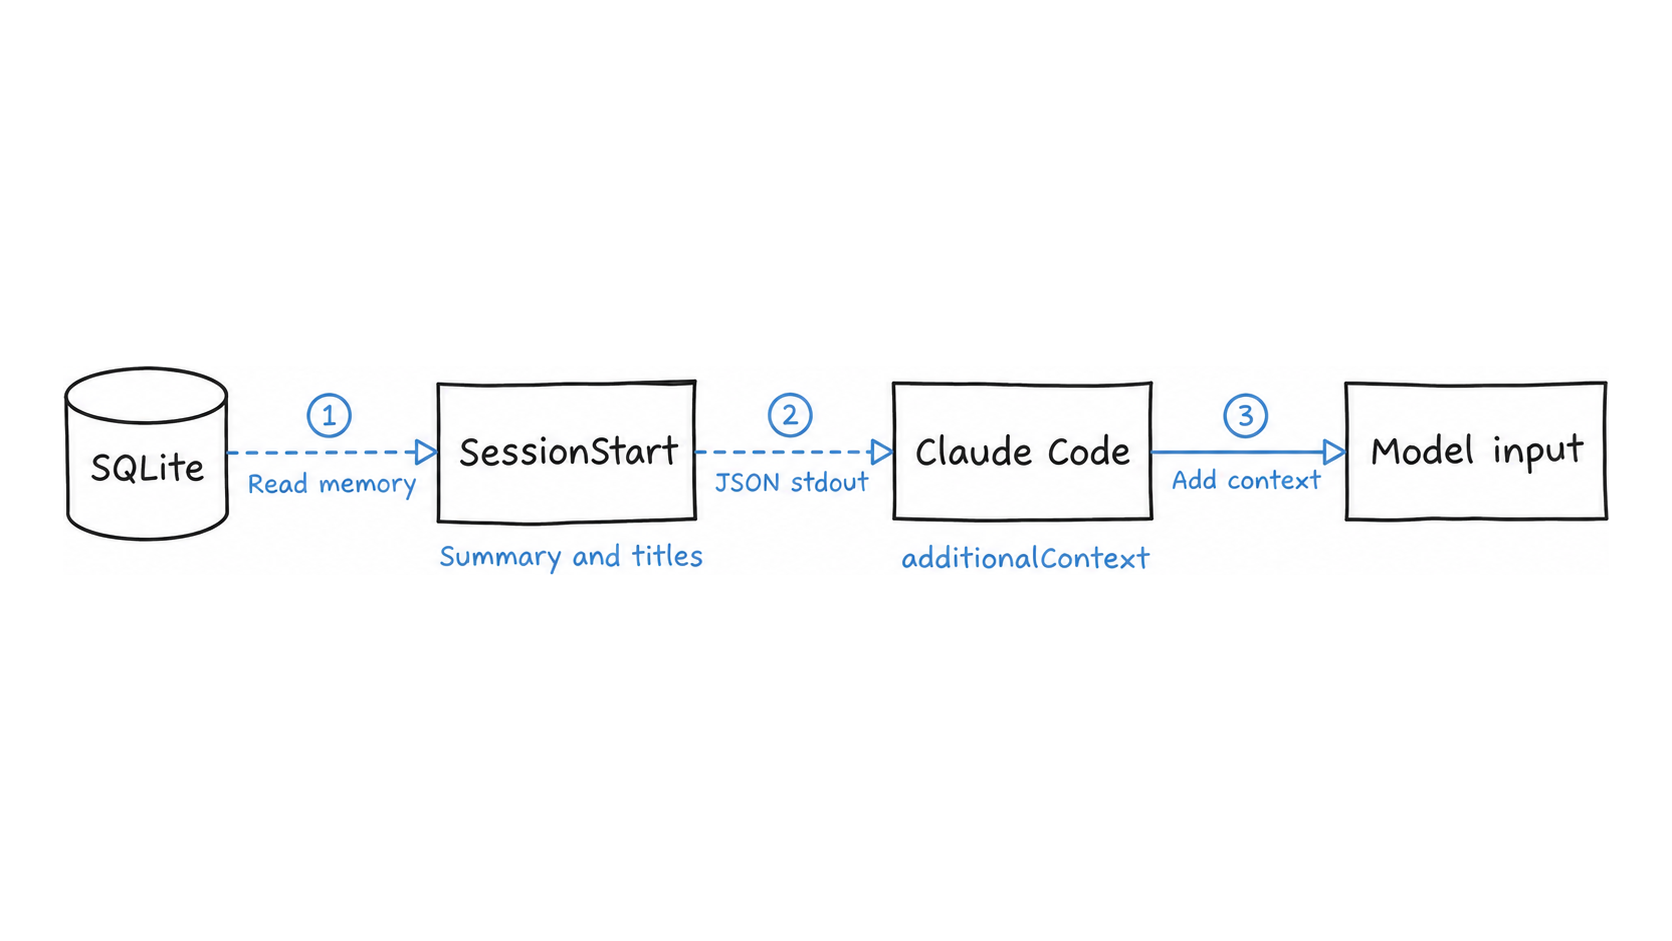 SQLite
1
Read memory
SessionStart
Summary and titles
2
JSON stdout
Claude Code
additionalContext
3
Add context
Model input